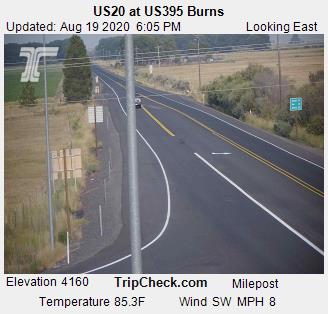 US20 at US395 Burns
Updated: Aug 19 2020 6:05 PM Looking East
Elevation 4160 TripCheck.com Milepost
Temperature 85.3F Wind SW MPH 8